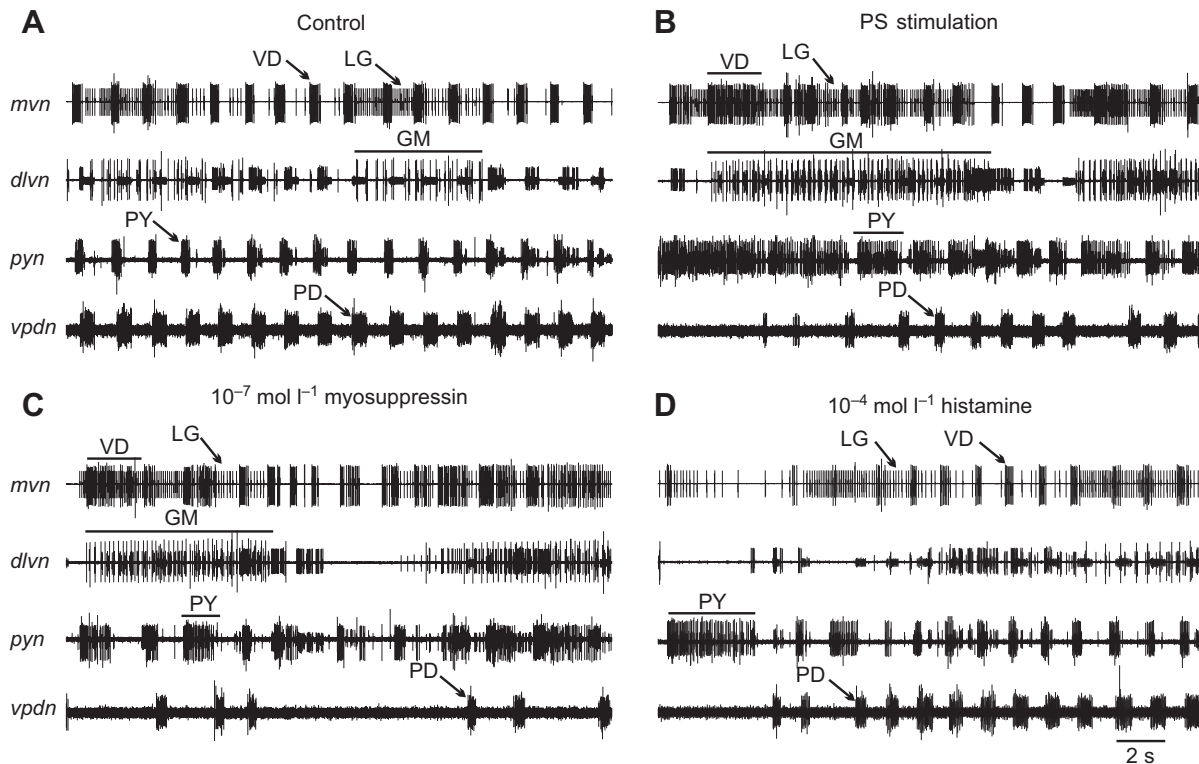 A
Control
VD
LG
mvn
GM
dlvn
PY
pyn
PD
vpdn
B
PS stimulation
VD
LG
GM
PY
PD
C
10⁻⁷ mol l⁻¹ myosuppressin
VD
LG
mvn
GM
dlvn
PY
pyn
PD
vpdn
D
10⁻⁴ mol l⁻¹ histamine
LG
VD
PY
PD
2 s